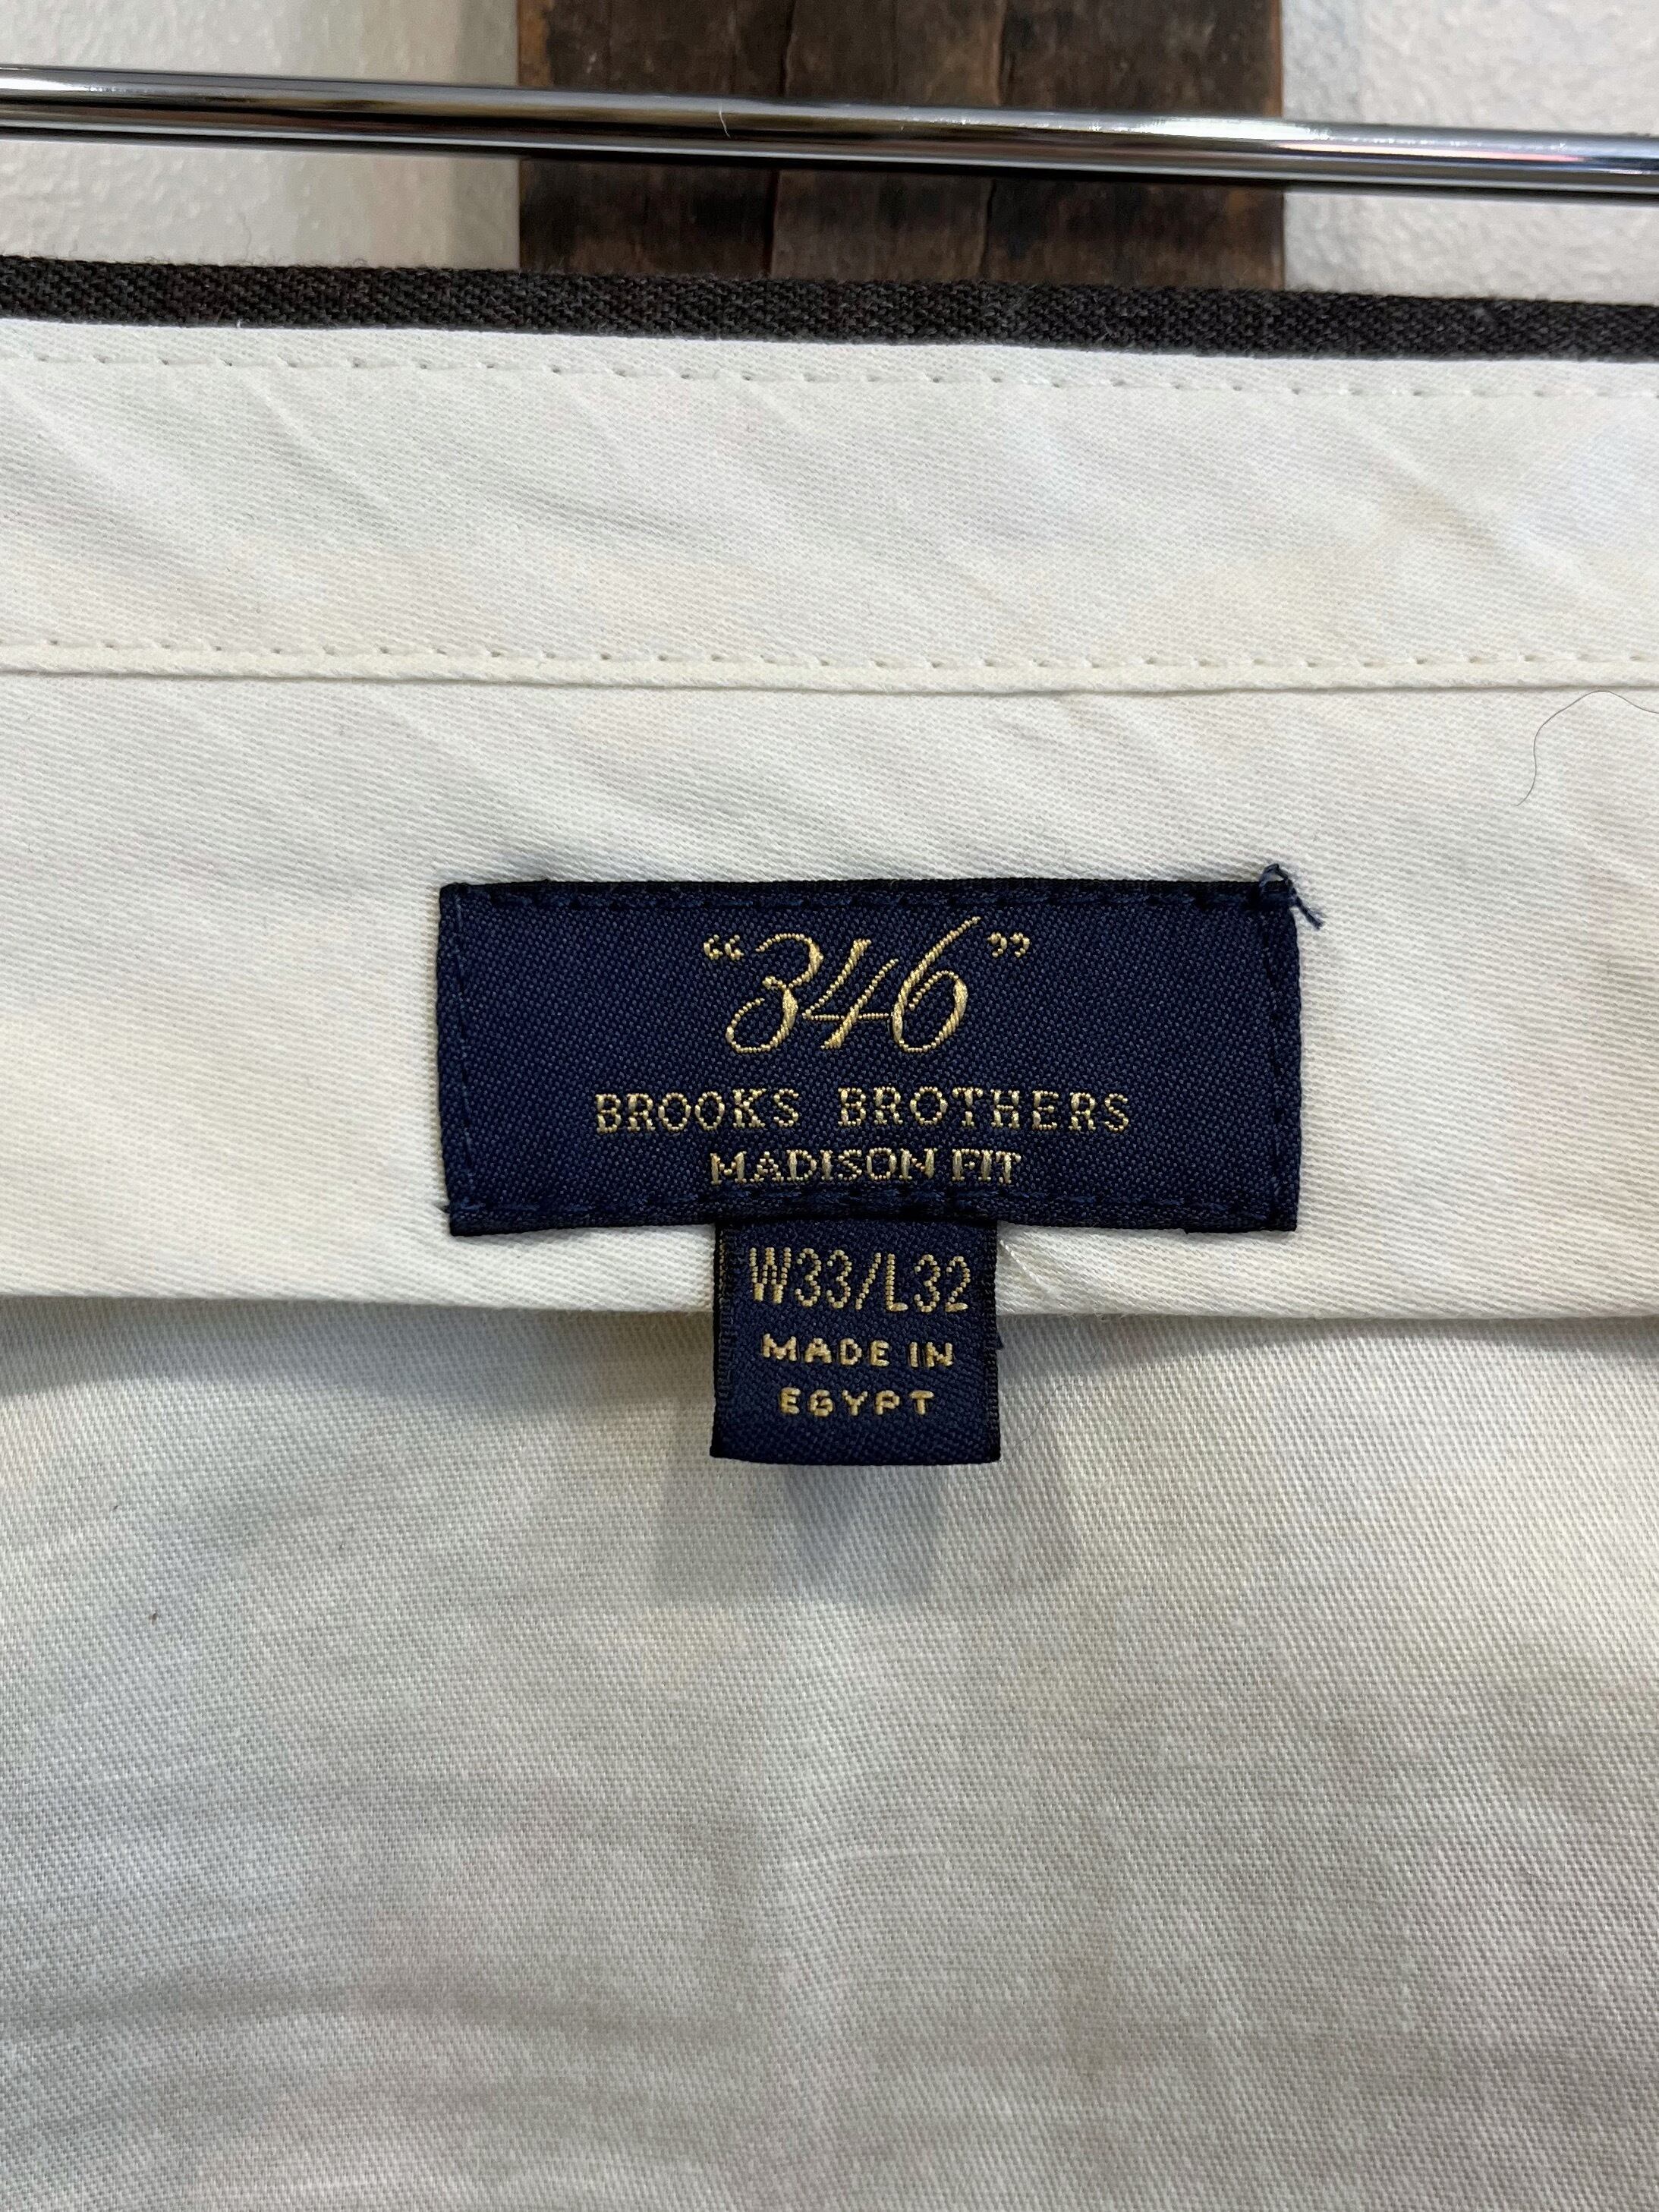 “346”
BROOKS BROTHERS
MADISON FIT
W33/L32
MADE IN
EGYPT